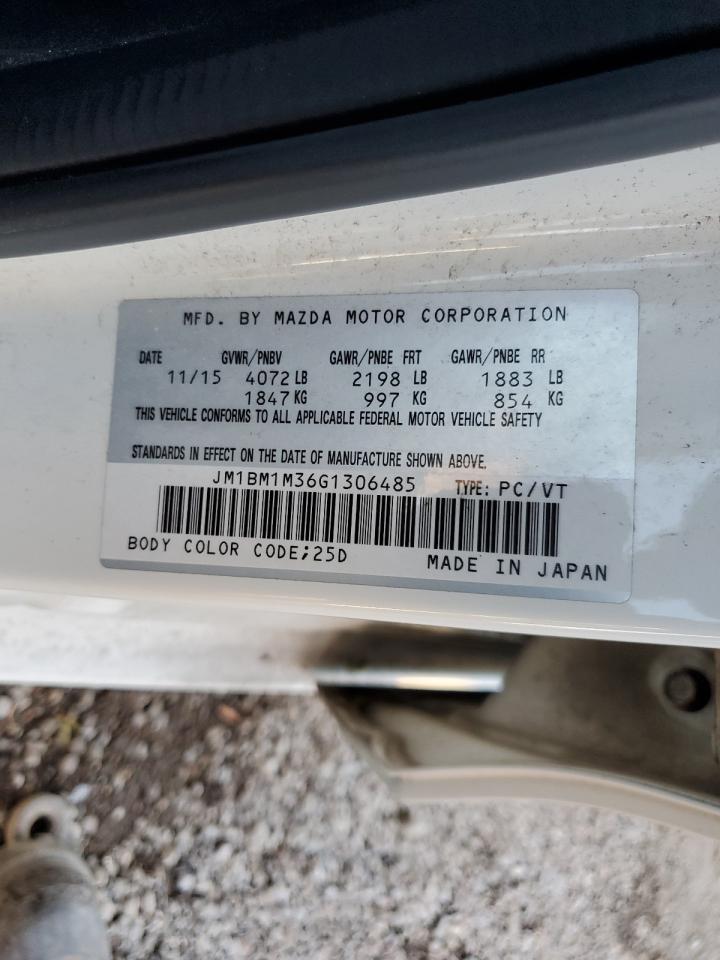 MFD. BY MAZDA MOTOR CORPORATION
DATE GVWR/PNBV GAWR/PNBE FRT GAWR/PNBE RR
11/15 4072 LB 2198 LB 1883 LB
1847 KG 997 KG 854 KG
THIS VEHICLE CONFORMS TO ALL APPLICABLE FEDERAL MOTOR VEHICLE SAFETY
STANDARDS IN EFFECT ON THE DATE OF MANUFACTURE SHOWN ABOVE.
JM1BM1M36G1306485 TYPE: PC/VT
BODY COLOR CODE;25D MADE IN JAPAN